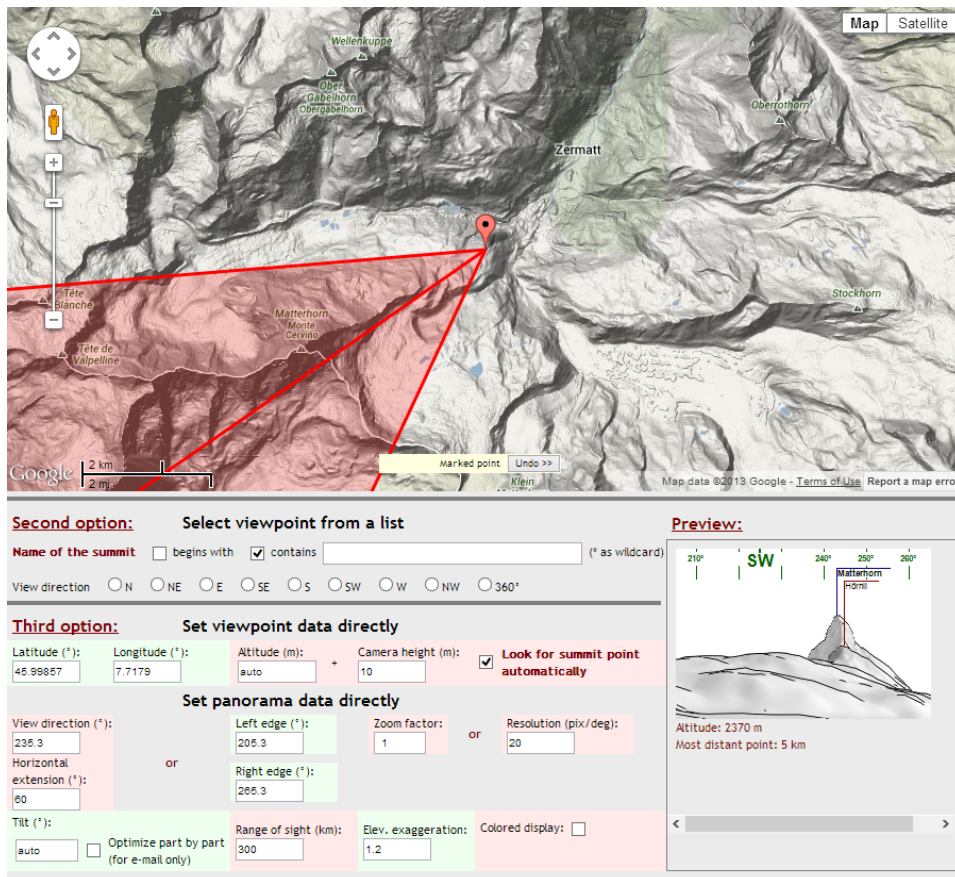 Map Satellite
Wellenkuppe
Ober
Gabelhorn
Obergabelhorn
Oberrothorn
Zermatt
Tête
Blanche
Matterhorn
Monte
Cervino
Stockhorn
Tête de
Valpelline
Google
2 km
2 mi
Marked point Undo >>
Klein
Map data ©2013 Google - Terms of Use Report a map erro
Second option: Select viewpoint from a list
Name of the summit begins with contains (* as wildcard)
View direction N NE E SE S SW W NW 360°
Third option: Set viewpoint data directly
Latitude (°): Longitude (°): Altitude (m): Camera height (m):
45.99857 7.7179 auto + 10
Look for summit point
automatically
Set panorama data directly
View direction (°):
235.3
Horizontal
extension (°):
60
or
Left edge (°):
205.3
Right edge (°):
265.3
Zoom factor:
1
or
Resolution (pix/deg):
20
Tilt (°):
auto
Optimize part by part
(for e-mail only)
Range of sight (km):
300
Elev. exaggeration:
1.2
Colored display:
Preview:
210° SW 240° 250° 260°
Matterhorn
Hörnli
Altitude: 2370 m
Most distant point: 5 km